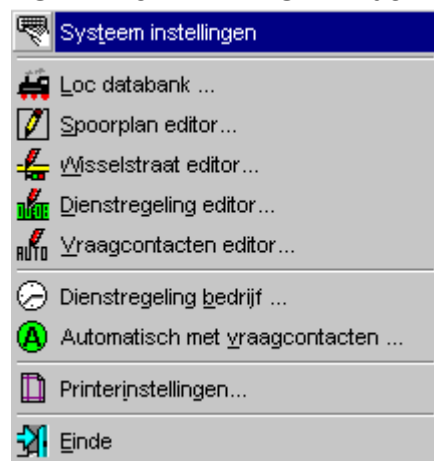 Systeem instellingen
Loc databank ...
Spoorplan editor...
Wisselstraat editor...
Dienstregeling editor...
AUTO Vraagcontacten editor...
Dienstregeling bedrijf ...
A Automatisch met vraagcontacten ...
Printerinstellingen...
Einde